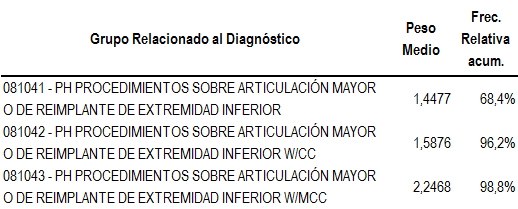 Grupo Relacionado al Diagnóstico
Peso
Medio
Frec.
Relativa
acum.
081041 - PH PROCEDIMIENTOS SOBRE ARTICULACIÓN MAYOR
O DE REIMPLANTE DE EXTREMIDAD INFERIOR
1,4477
68,4%
081042 - PH PROCEDIMIENTOS SOBRE ARTICULACIÓN MAYOR
O DE REIMPLANTE DE EXTREMIDAD INFERIOR W/CC
1,5876
96,2%
081043 - PH PROCEDIMIENTOS SOBRE ARTICULACIÓN MAYOR
O DE REIMPLANTE DE EXTREMIDAD INFERIOR W/MCC
2,2468
98,8%